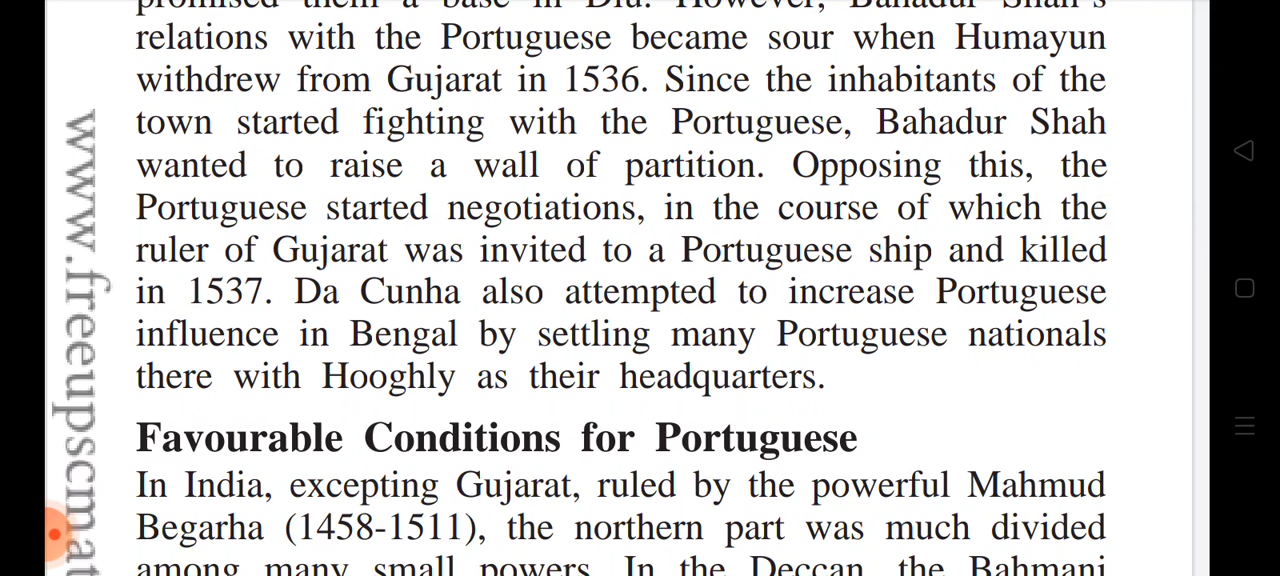 promised them a base in Diu. However, Bahadur Shah's
relations with the Portuguese became sour when Humayun
withdrew from Gujarat in 1536. Since the inhabitants of the
town started fighting with the Portuguese, Bahadur Shah
wanted to raise a wall of partition. Opposing this, the
Portuguese started negotiations, in the course of which the
ruler of Gujarat was invited to a Portuguese ship and killed
in 1537. Da Cunha also attempted to increase Portuguese
influence in Bengal by settling many Portuguese nationals
there with Hooghly as their headquarters.
Favourable Conditions for Portuguese
In India, excepting Gujarat, ruled by the powerful Mahmud
Begarha (1458-1511), the northern part was much divided
among many small powers. In the Deccan, the Bahmani
www.freeupscmat